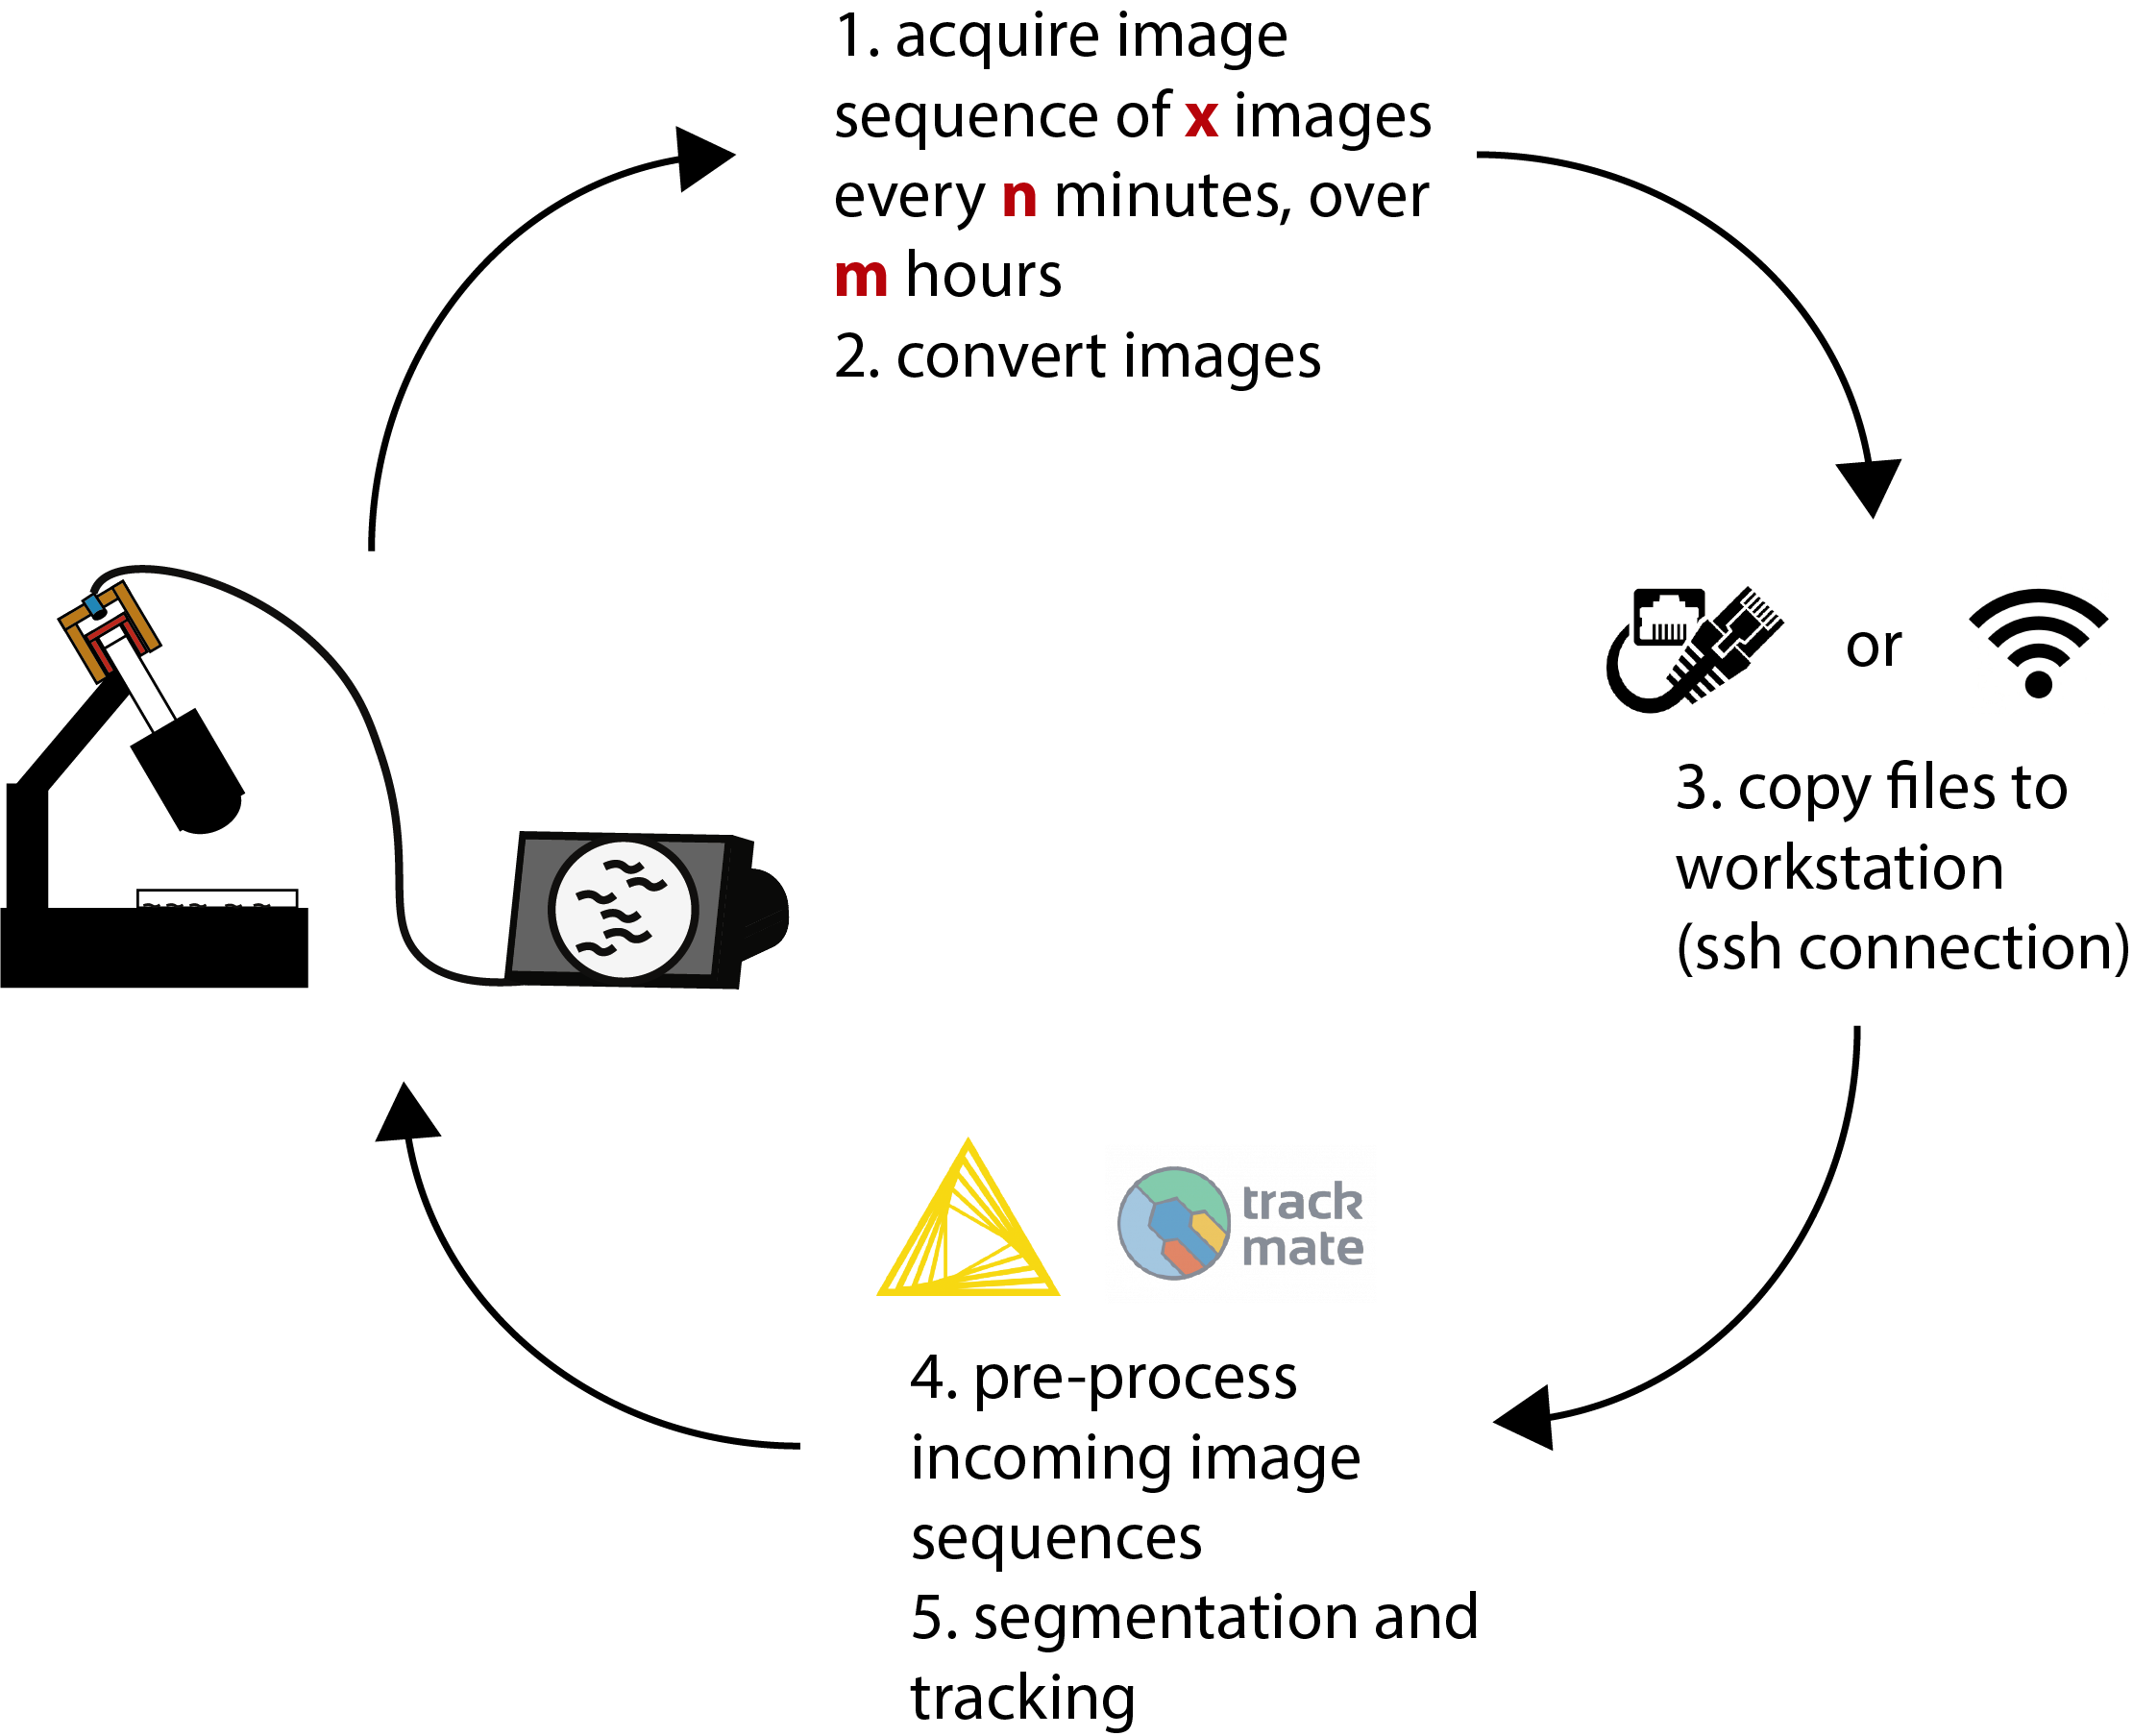 1. acquire image
sequence of x images
every n minutes, over
m hours
2. convert images
or
3. copy files to
workstation
(ssh connection)
track
mate
4. pre-process
incoming image
sequences
5. segmentation and
tracking